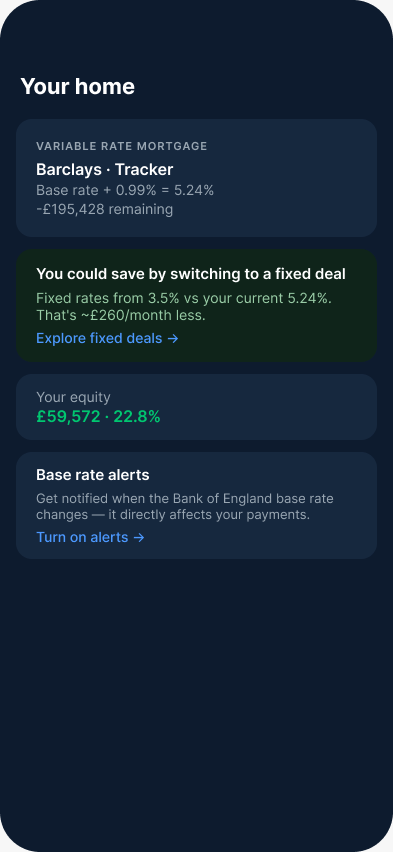 Your home
VARIABLE RATE MORTGAGE
Barclays · Tracker
Base rate + 0.99% = 5.24%
-£195,428 remaining
You could save by switching to a fixed deal
Fixed rates from 3.5% vs your current 5.24%.
That's ~£260/month less.
Explore fixed deals →
Your equity
£59,572 · 22.8%
Base rate alerts
Get notified when the Bank of England base rate
changes — it directly affects your payments.
Turn on alerts →